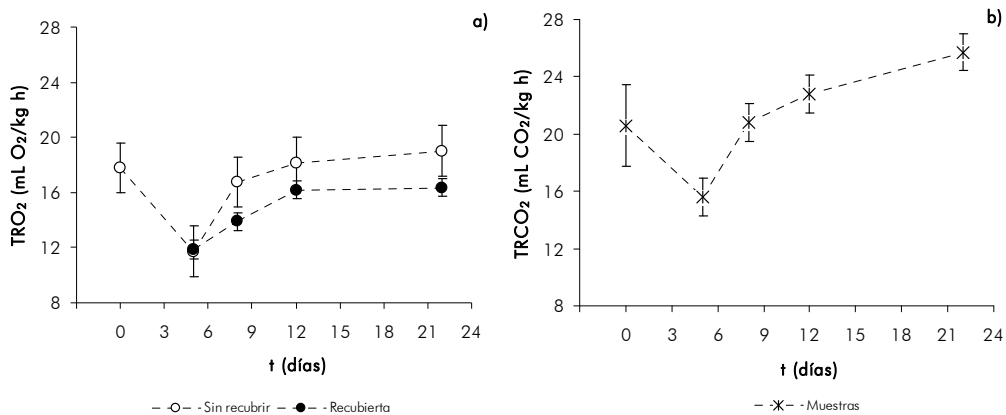 a)
TRO₂ (mL O₂/kg h)
28
24
20
16
12
8
0 3 6 9 12 15 18 21 24
t (días)
Sin recubrir Recubierta
b)
TRCO₂ (mL CO₂/kg h)
28
24
20
16
12
8
0 3 6 9 12 15 18 21 24
t (días)
Muestras